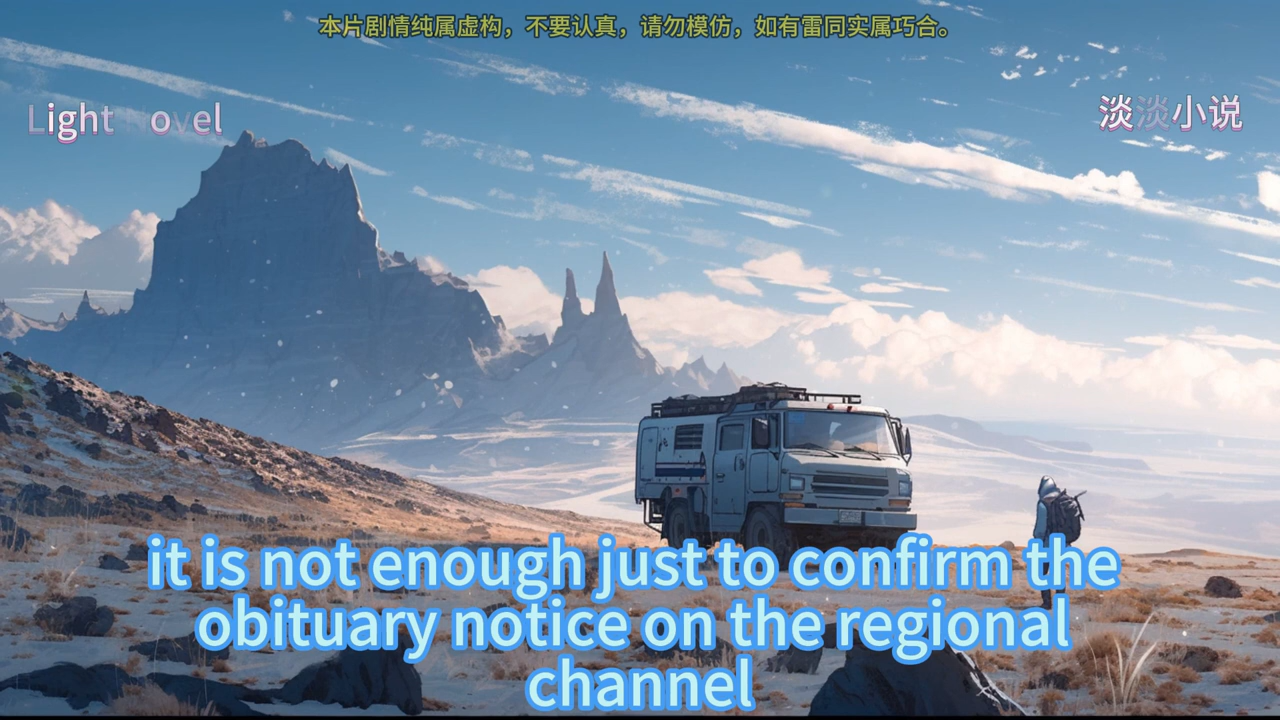 本片剧情纯属虚构，不要认真，请勿模仿，如有雷同实属巧合。
Light Novel
淡淡小说
it is not enough just to confirm the
obituary notice on the regional
channel